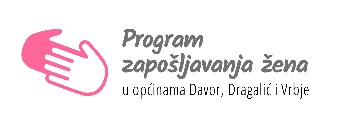 Program
zapošljavanja žena
u općinama Davor, Dragalić i Vrbje